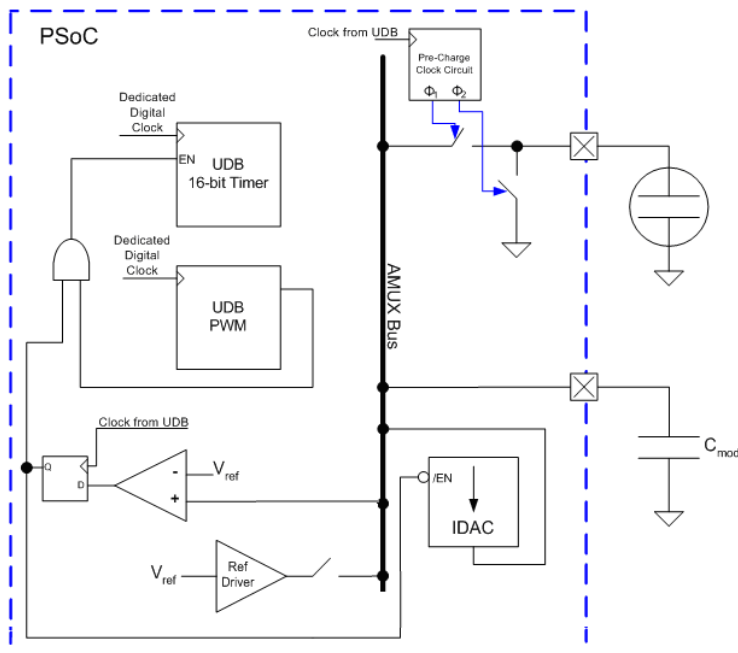 PSoC
Clock from UDB
Pre-Charge
Clock Circuit
Φ1 Φ2
Dedicated
Digital
Clock
EN
UDB
16-bit Timer
Dedicated
Digital
Clock
UDB
PWM
AMUX Bus
Clock from UDB
Q
D
-
+
Vref
Cmod
/EN
IDAC
Vref
Ref
Driver